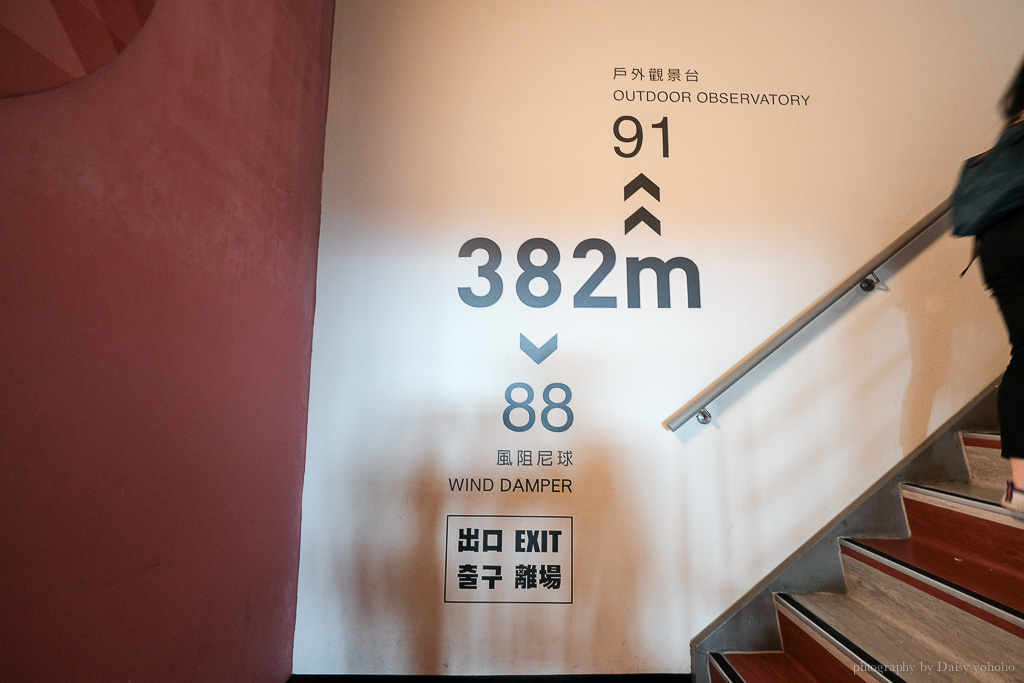 戶外觀景台
OUTDOOR OBSERVATORY
91
382m
88
風阻尼球
WIND DAMPER
出口 EXIT
출구 離場
photography by Daisy yohoho